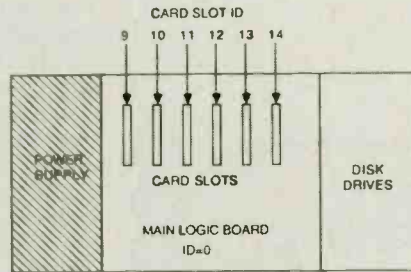 CARD SLOT ID
9 10 11 12 13 14
POWER
SUPPLY
CARD SLOTS
DISK
DRIVES
MAIN LOGIC BOARD
ID=0